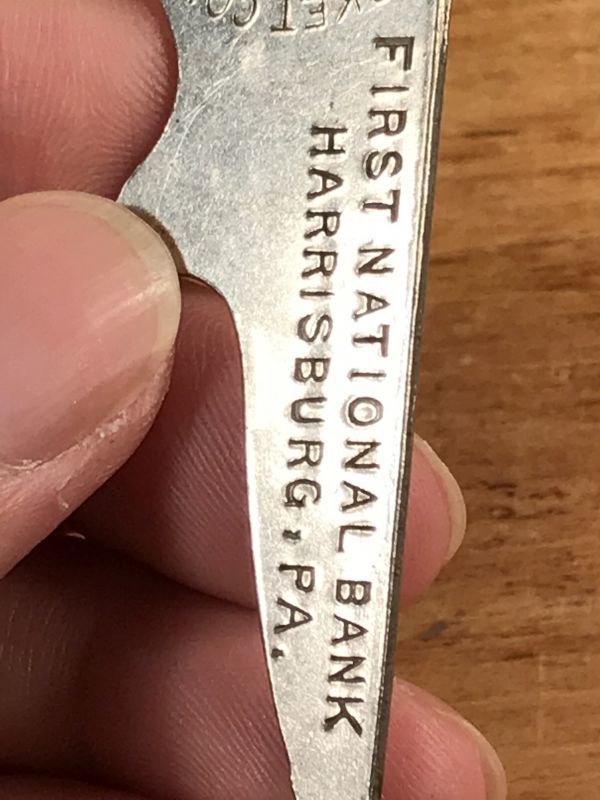 FIRST NATIONAL BANK
HARRISBURG, PA.